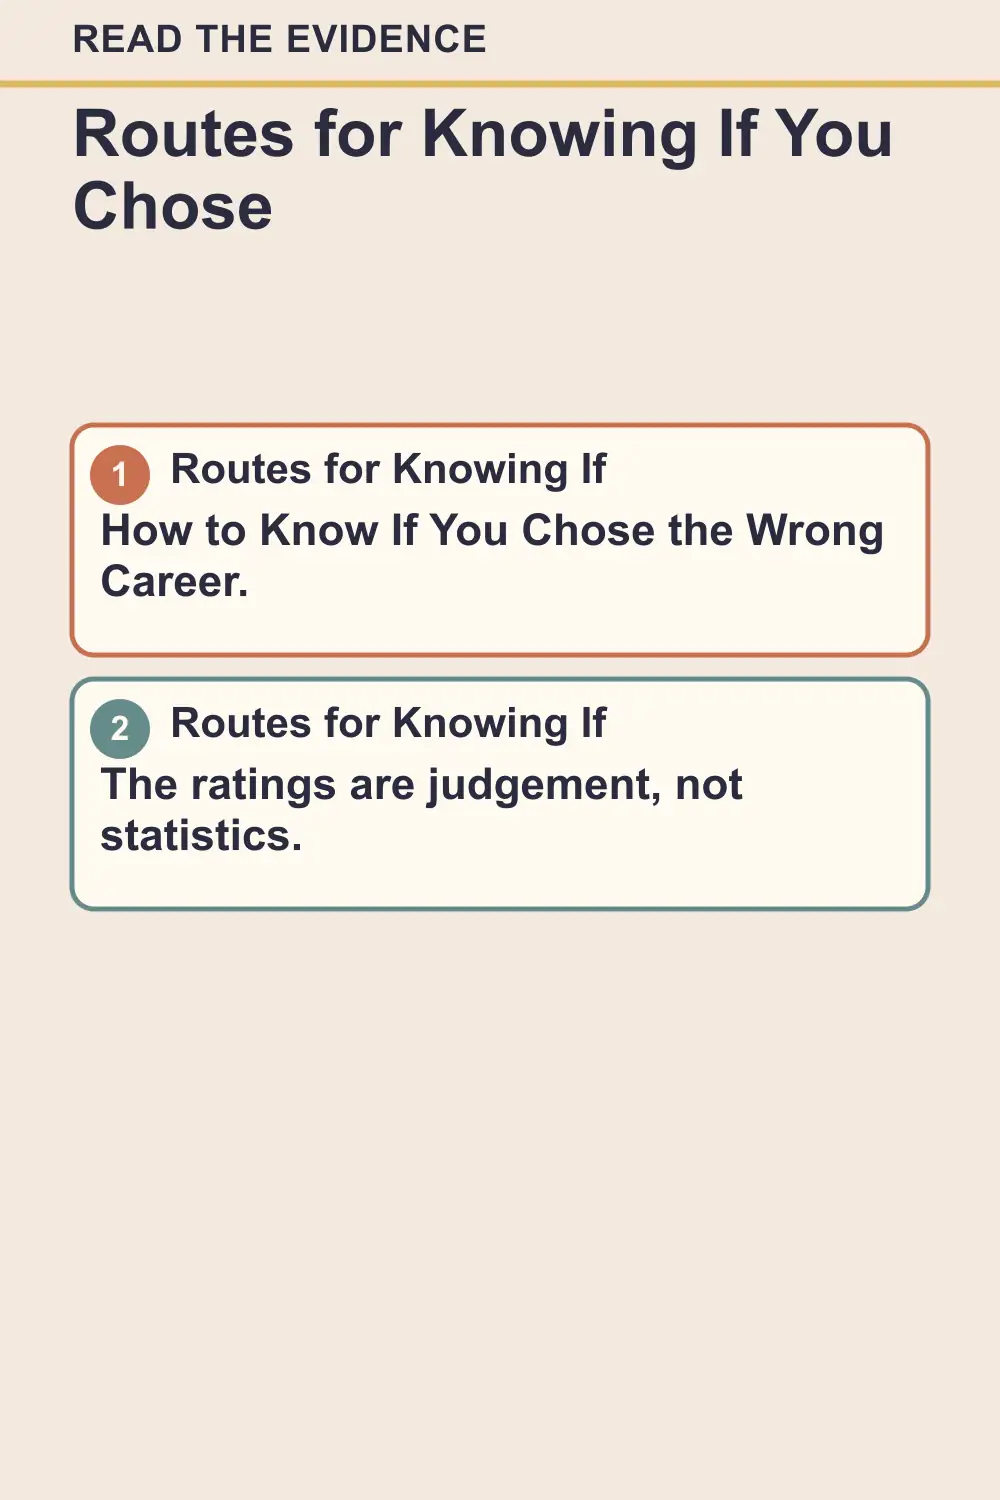 READ THE EVIDENCE
Routes for Knowing If You
Chose
1 Routes for Knowing If
How to Know If You Chose the Wrong
Career.
2 Routes for Knowing If
The ratings are judgement, not
statistics.